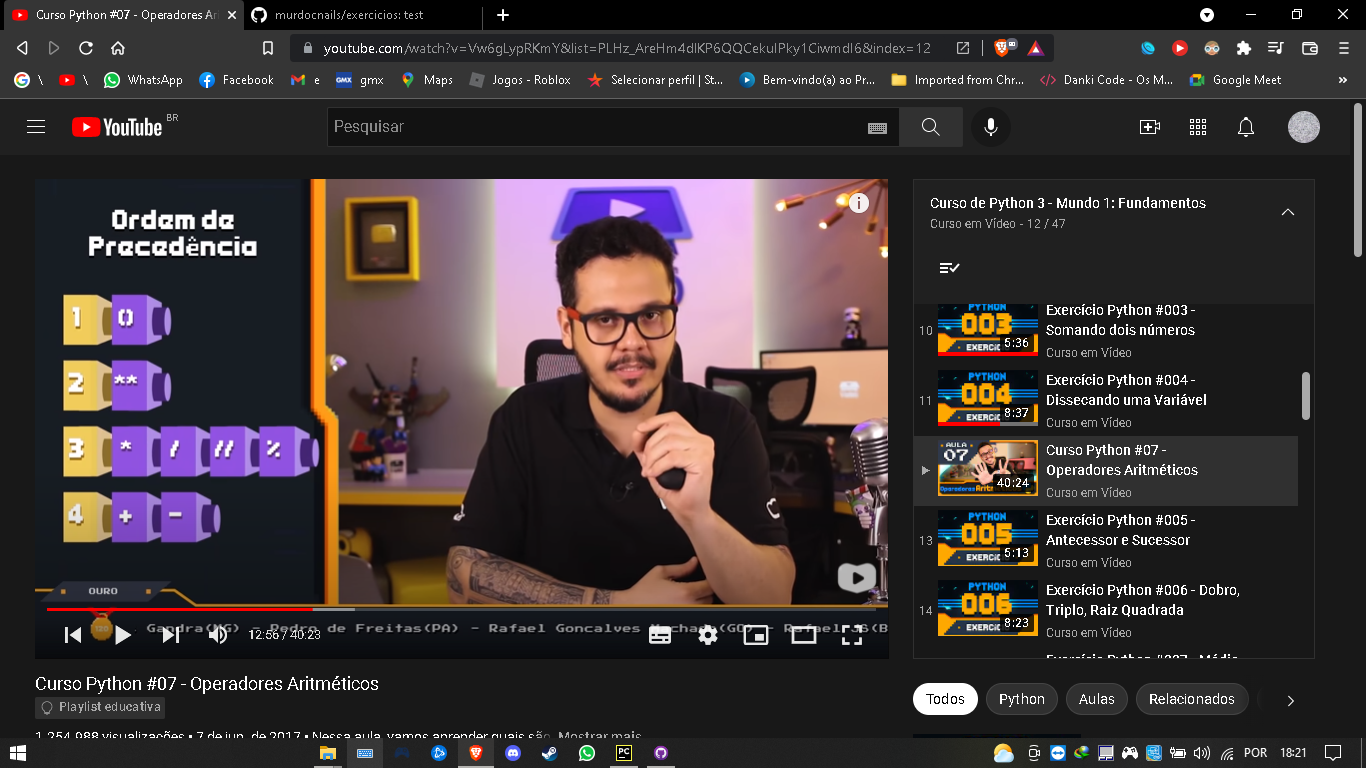 Curso Python #07 - Operadores Ari
murdocnails/exercicios: test
youtube.com/watch?v=Vw6gLypRKmY&list=PLHz_AreHm4dlKP6QQCekuIPky1CiwmdI6&index=12
\
\
WhatsApp
Facebook
e
gmx
Maps
Jogos - Roblox
Selecionar perfil | St...
Bem-vindo(a) ao Pr...
Imported from Chr...
Danki Code - Os M...
Google Meet
»
YouTube BR
Pesquisar
Ordem de
Precedência
1 ()
2 **
3 * / // %
4 + -
OURO
Gandra(MG) - Pedro de Freitas(PA) - Rafael Goncalves Machado(GO) - Rafael
12:56 / 40:23
Curso Python #07 - Operadores Aritméticos
Playlist educativa
1.254.988 visualizações • 7 de jun. de 2017 • Nessa aula, vamos aprender quais são Mostrar mais
Curso de Python 3 - Mundo 1: Fundamentos
Curso em Vídeo - 12 / 47
10
PYTHON
003
EXERCÍC
5:36
Exercício Python #003 -
Somando dois números
Curso em Vídeo
11
PYTHON
004
EXERCÍC
8:37
Exercício Python #004 -
Dissecando uma Variável
Curso em Vídeo
AULA
07
Operadores Arit
40:24
Curso Python #07 -
Operadores Aritméticos
Curso em Vídeo
13
PYTHON
005
EXERCÍC
5:13
Exercício Python #005 -
Antecessor e Sucessor
Curso em Vídeo
14
PYTHON
006
EXERCÍC
8:23
Exercício Python #006 - Dobro,
Triplo, Raiz Quadrada
Curso em Vídeo
Exercício Python #007 - Média
Todos
Python
Aulas
Relacionados
PC
POR
18:21